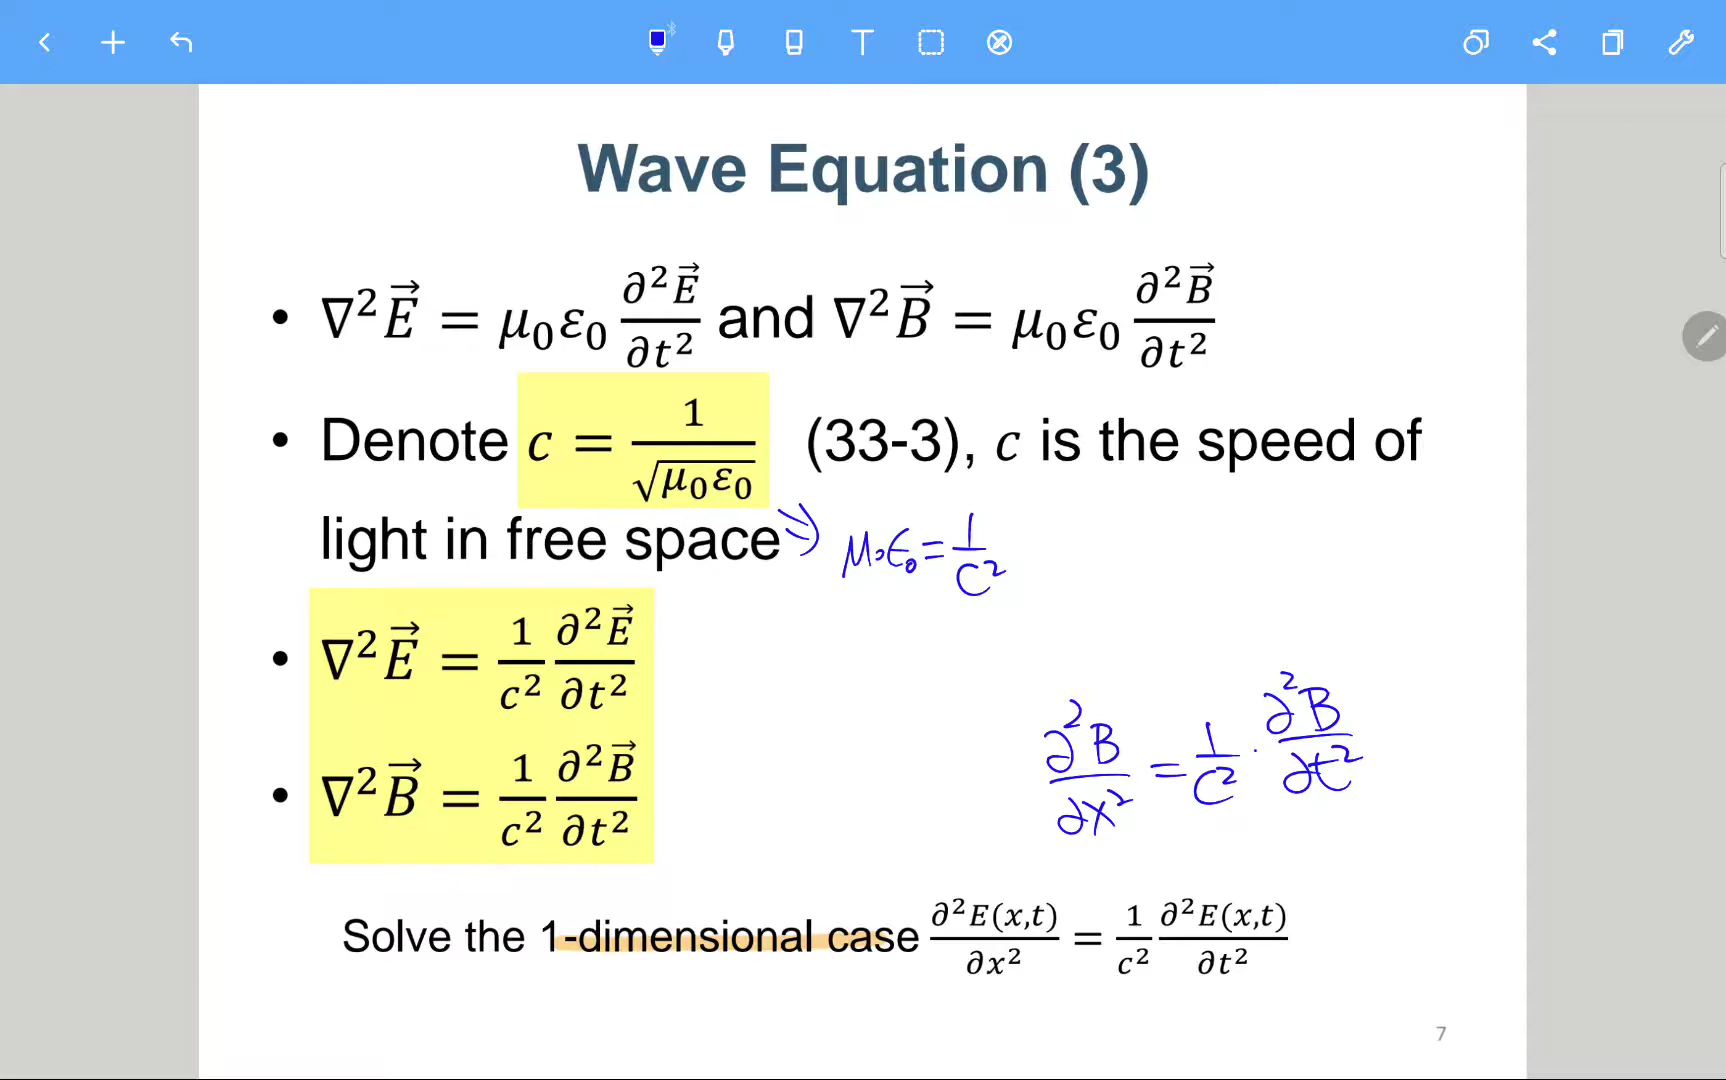 Wave Equation (3)
• ∇²E⃗ = μ₀ε₀ ∂²E⃗/∂t² and ∇²B⃗ = μ₀ε₀ ∂²B⃗/∂t²
• Denote c = 1/√(μ₀ε₀) (33-3), c is the speed of
light in free space ⇒ μ₀ε₀ = 1/c²
• ∇²E⃗ = 1/c² ∂²E⃗/∂t²
• ∇²B⃗ = 1/c² ∂²B⃗/∂t²
∂²B/∂x² = 1/c² · ∂²B/∂t²
Solve the 1-dimensional case ∂²E(x,t)/∂x² = 1/c² ∂²E(x,t)/∂t²
7